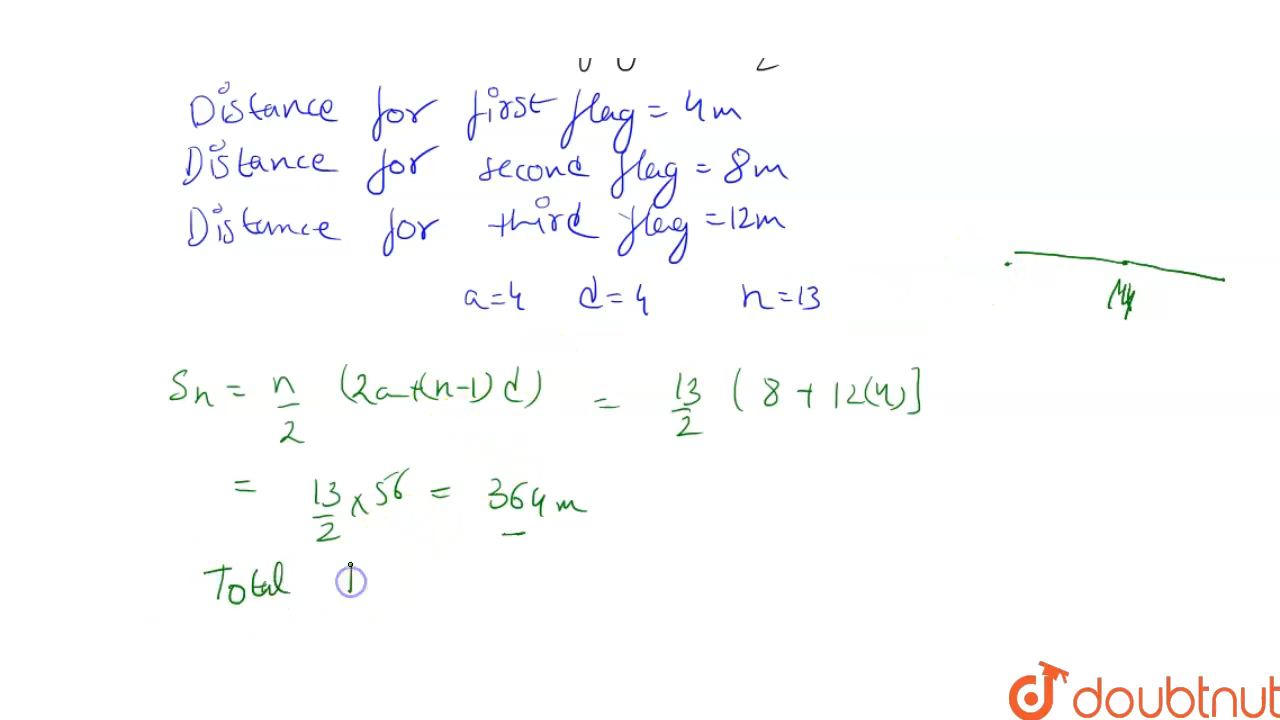 Distance for first flag = 4m
Distance for second flag = 8m
Distance for third flag = 12m
a=4 d=4 n=13
Sn = n/2 (2a+(n-1)d) = 13/2 (8+12(4)]
= 13/2 x 56 = 364m
Total
doubtnut